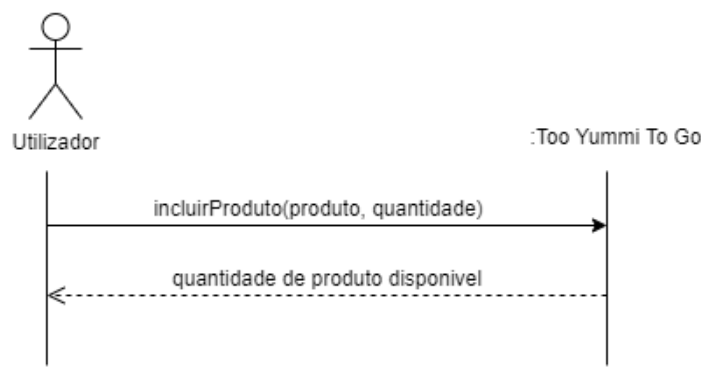 Utilizador
:Too Yummi To Go
incluirProduto(produto, quantidade)
quantidade de produto disponivel